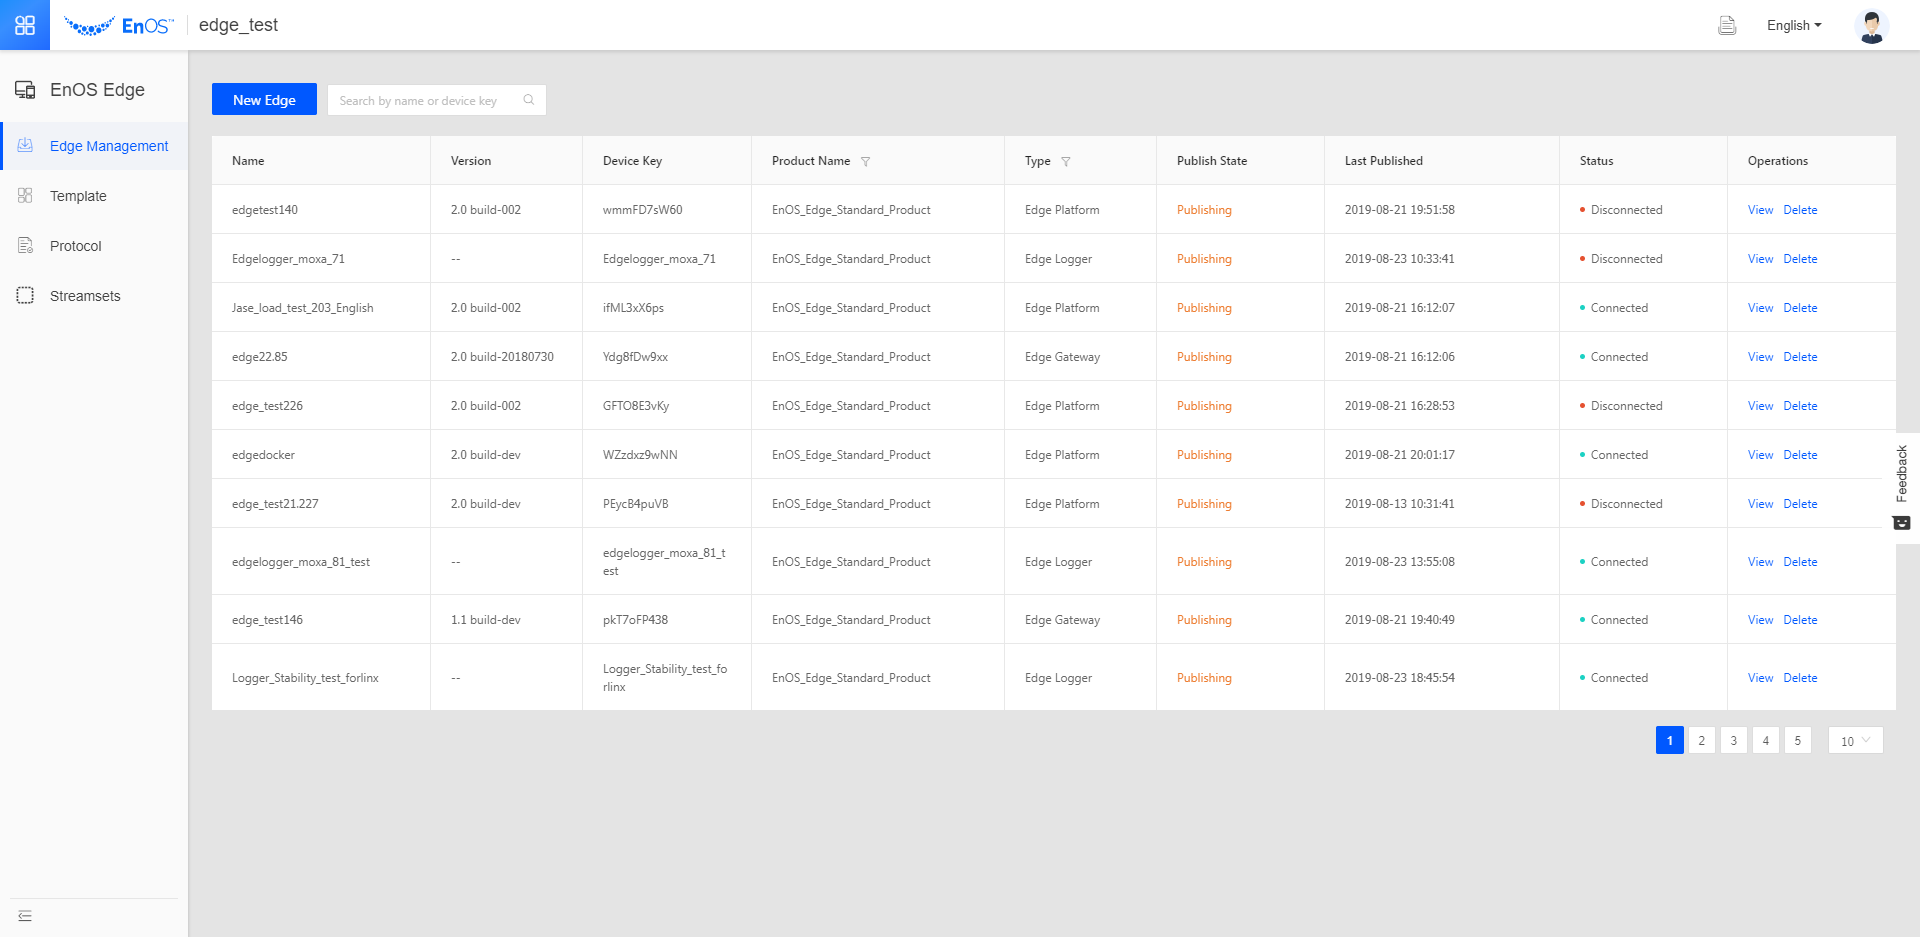 EnOS™ edge_test English
EnOS Edge
Edge Management
Template
Protocol
Streamsets
New Edge Search by name or device key
Name Version Device Key Product Name Type Publish State Last Published Status Operations
edgetest140 2.0 build-002 wmmFD7sW60 EnOS_Edge_Standard_Product Edge Platform Publishing 2019-08-21 19:51:58 Disconnected View Delete
Edgelogger_moxa_71 -- Edgelogger_moxa_71 EnOS_Edge_Standard_Product Edge Logger Publishing 2019-08-23 10:33:41 Disconnected View Delete
Jase_load_test_203_English 2.0 build-002 ifML3xX6ps EnOS_Edge_Standard_Product Edge Platform Publishing 2019-08-21 16:12:07 Connected View Delete
edge22.85 2.0 build-20180730 Ydg8fDw9xx EnOS_Edge_Standard_Product Edge Gateway Publishing 2019-08-21 16:12:06 Connected View Delete
edge_test226 2.0 build-002 GFTO8E3vKy EnOS_Edge_Standard_Product Edge Platform Publishing 2019-08-21 16:28:53 Disconnected View Delete
edgedocker 2.0 build-dev WZzdxz9wNN EnOS_Edge_Standard_Product Edge Platform Publishing 2019-08-21 20:01:17 Connected View Delete
edge_test21.227 2.0 build-dev PEycB4puVB EnOS_Edge_Standard_Product Edge Platform Publishing 2019-08-13 10:31:41 Disconnected View Delete
edgelogger_moxa_81_test -- edgelogger_moxa_81_t
est EnOS_Edge_Standard_Product Edge Logger Publishing 2019-08-23 13:55:08 Connected View Delete
edge_test146 1.1 build-dev pkT7oFP438 EnOS_Edge_Standard_Product Edge Gateway Publishing 2019-08-21 19:40:49 Connected View Delete
Logger_Stability_test_forlinx -- Logger_Stability_test_fo
rlinx EnOS_Edge_Standard_Product Edge Logger Publishing 2019-08-23 18:45:54 Connected View Delete
1 2 3 4 5 10
Feedback